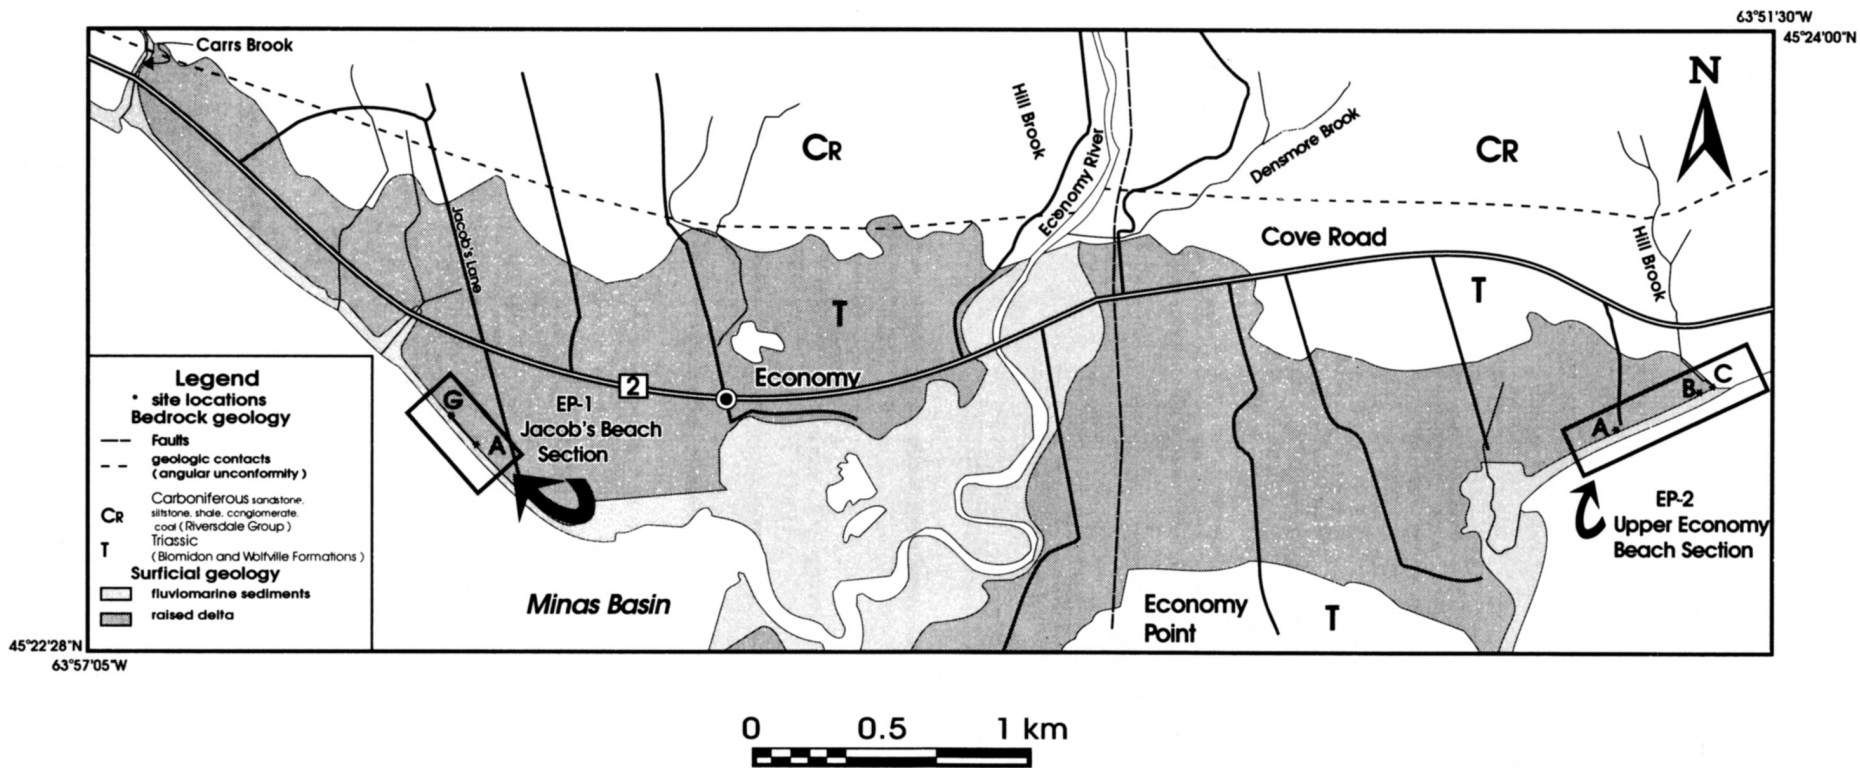 63°51'30"W
45°24'00"N
Carrs Brook
N
CR
Hill Brook
Economy River
Densmore Brook
CR
Jacob's Lane
Cove Road
Hill Brook
T
T
Legend
• site locations
Bedrock geology
Faults
geologic contacts
(angular unconformity)
CR
Carboniferous sandstone,
siltstone, shale, conglomerate,
coal (Riversdale Group)
T
Triassic
(Blomidon and Wolfville Formations)
Surficial geology
fluviomarine sediments
raised delta
2
Economy
G
A
EP-1
Jacob's Beach
Section
B
C
A
EP-2
Upper Economy
Beach Section
Minas Basin
Economy
Point
T
45°22'28"N
63°57'05"W
0 0.5 1 km